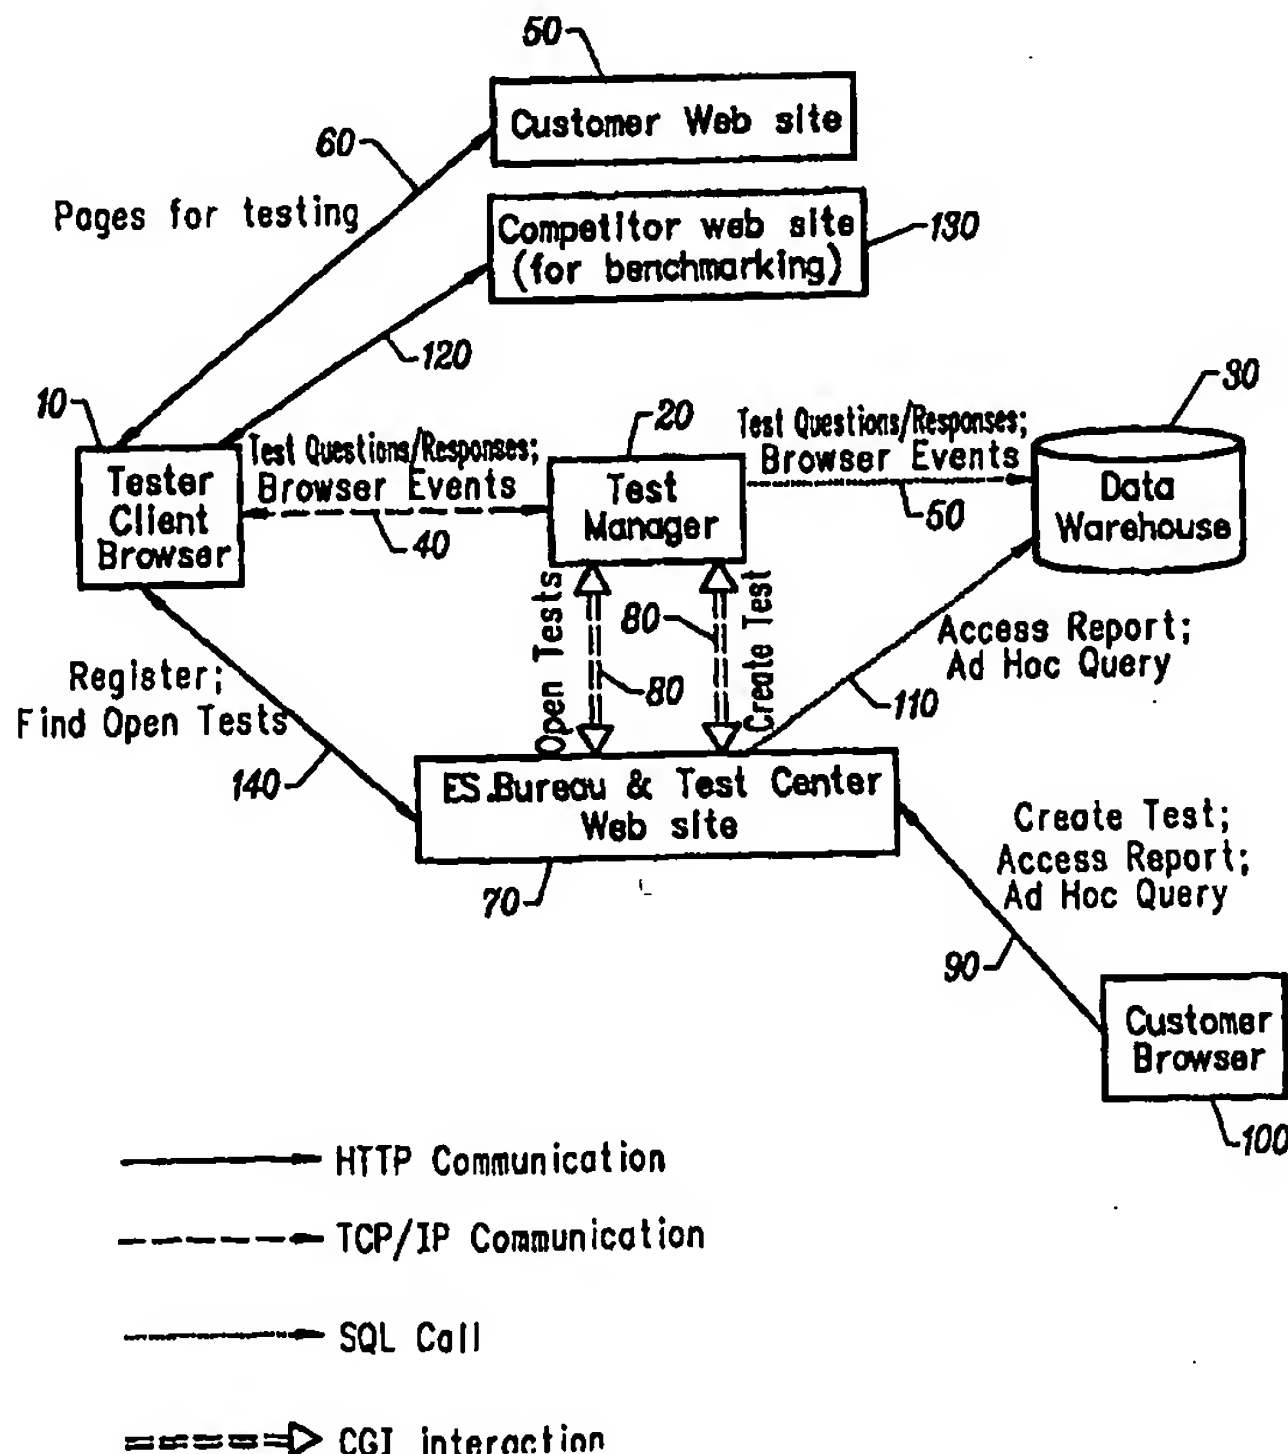 50
Customer Web site
60
Pages for testing
Competitor web site
(for benchmarking)
130
120
10
Tester
Client
Browser
Test Questions/Responses;
Browser Events
40
20
Test
Manager
Test Questions/Responses;
Browser Events
50
30
Data
Warehouse
Open Tests
80
80
Create Test
Access Report;
Ad Hoc Query
110
Register;
Find Open Tests
140
ES.Bureau & Test Center
Web site
70
Create Test;
Access Report;
Ad Hoc Query
90
Customer
Browser
100
HTTP Communication
TCP/IP Communication
SQL Call
CGI interaction